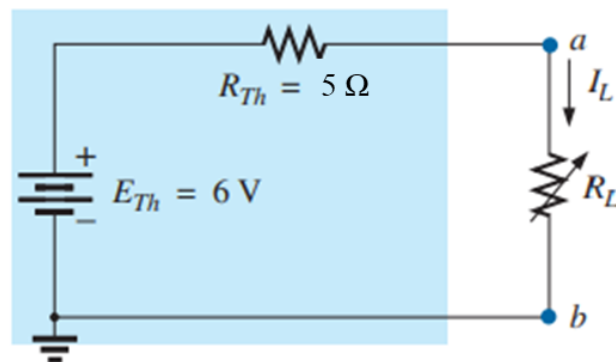 a
R_Th = 5 Ω
I_L
+
E_Th = 6 V
R_L
−
b